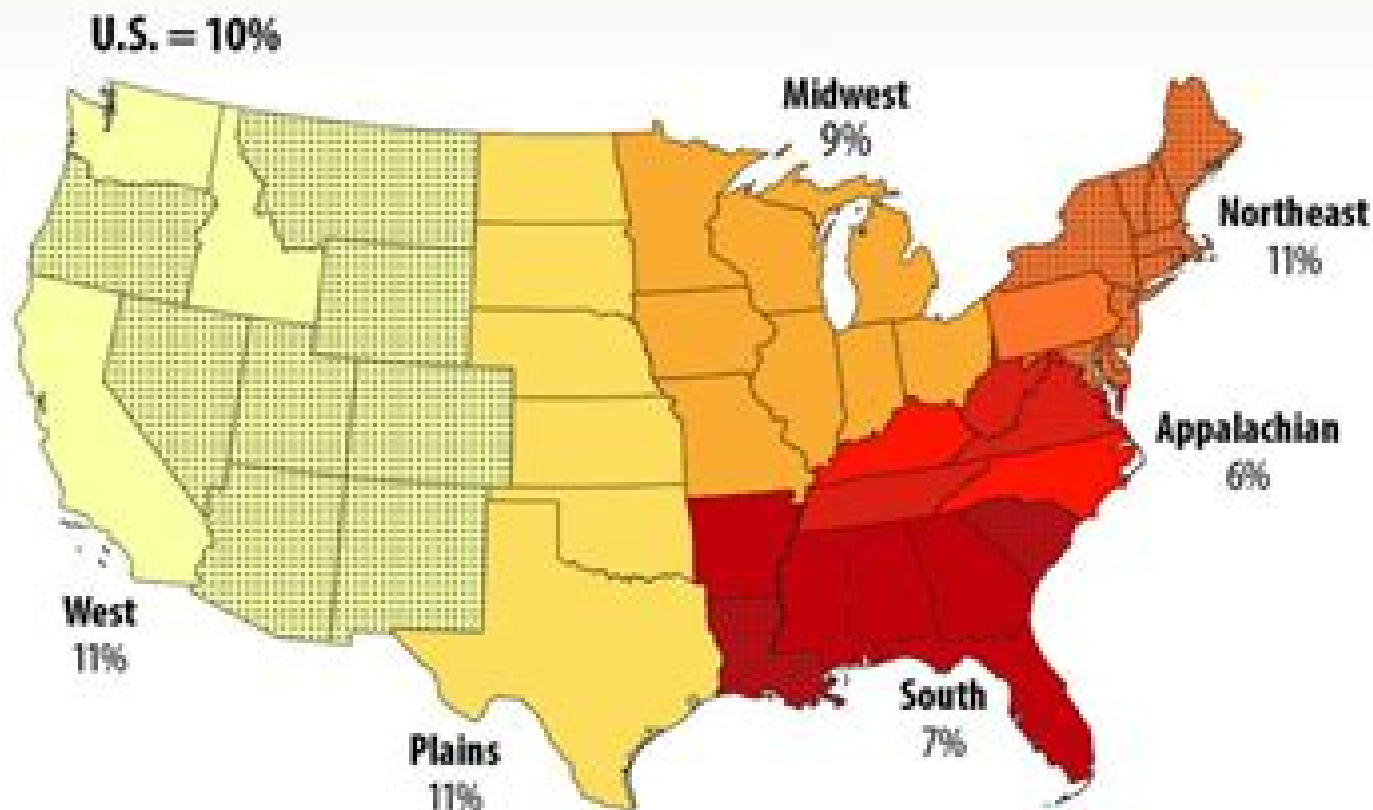 U.S. = 10%
Midwest
9%
Northeast
11%
Appalachian
6%
West
11%
South
7%
Plains
11%